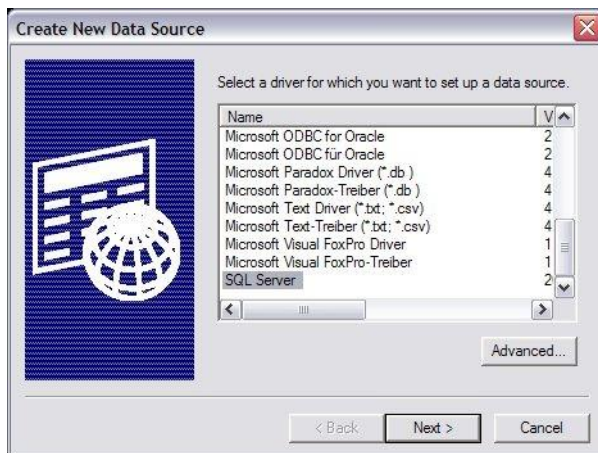 Create New Data Source
Select a driver for which you want to set up a data source.
Name V
Microsoft ODBC for Oracle 2
Microsoft ODBC für Oracle 2
Microsoft Paradox Driver (*.db ) 4
Microsoft Paradox-Treiber (*.db ) 4
Microsoft Text Driver (*.txt; *.csv) 4
Microsoft Text-Treiber (*.txt; *.csv) 4
Microsoft Visual FoxPro Driver 1
Microsoft Visual FoxPro-Treiber 1
SQL Server 2
Advanced...
< Back Next > Cancel